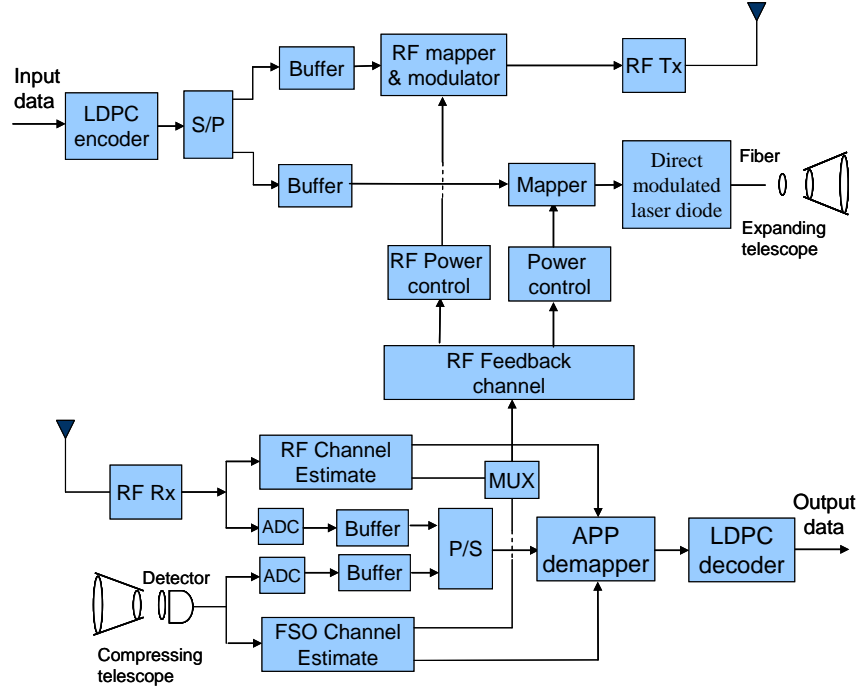 Input
data
LDPC
encoder
S/P
Buffer
RF mapper
& modulator
RF Tx
Buffer
Mapper
Direct
modulated
laser diode
Fiber
Expanding
telescope
RF Power
control
Power
control
RF Feedback
channel
RF Rx
RF Channel
Estimate
MUX
ADC
Buffer
P/S
APP
demapper
LDPC
decoder
Output
data
ADC
Buffer
Detector
FSO Channel
Estimate
Compressing
telescope